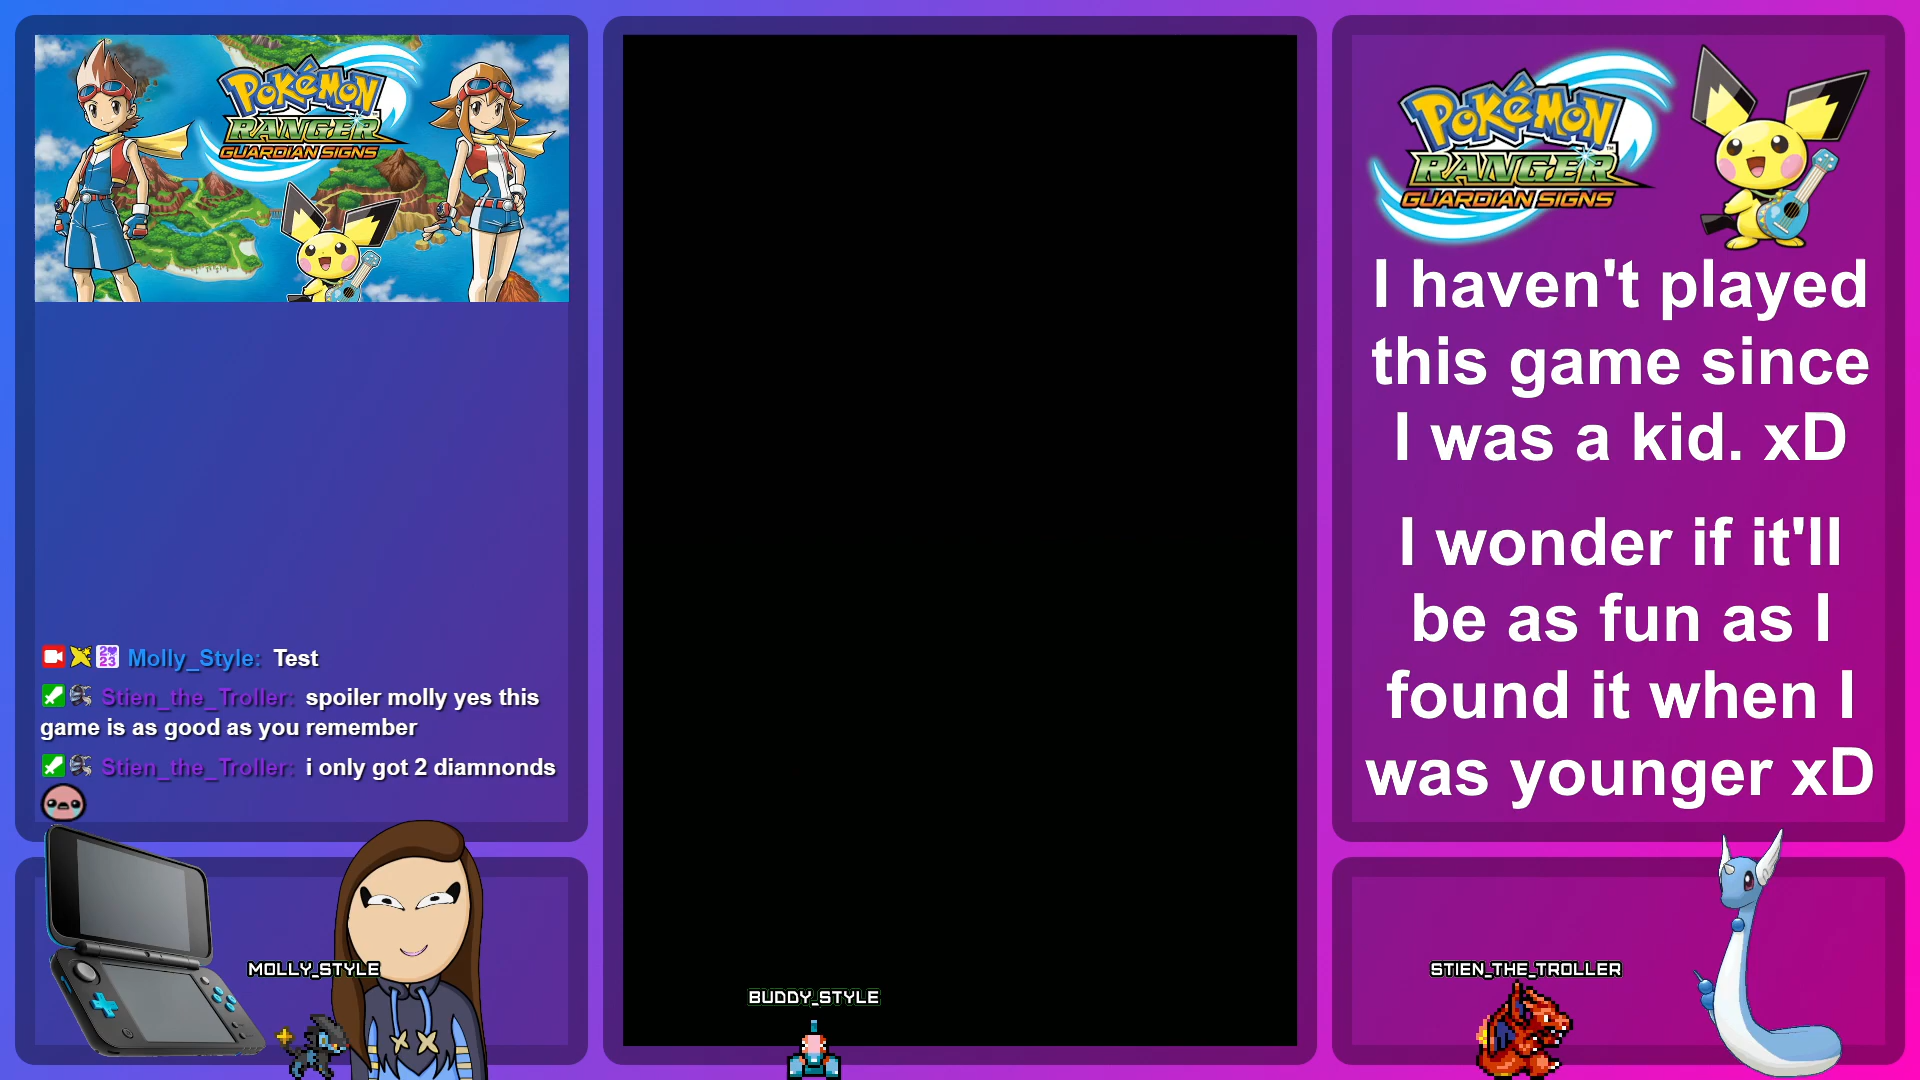 POKéMON
RANGER
GUARDIAN SIGNS
2023 Molly_Style: Test
Stien_the_Troller: spoiler molly yes this
game is as good as you remember
Stien_the_Troller: i only got 2 diamnonds
MOLLY_STYLE
BUDDY_STYLE
POKéMON
RANGER
GUARDIAN SIGNS
I haven't played
this game since
I was a kid. xD
I wonder if it'll
be as fun as I
found it when I
was younger xD
STIEN_THE_TROLLER